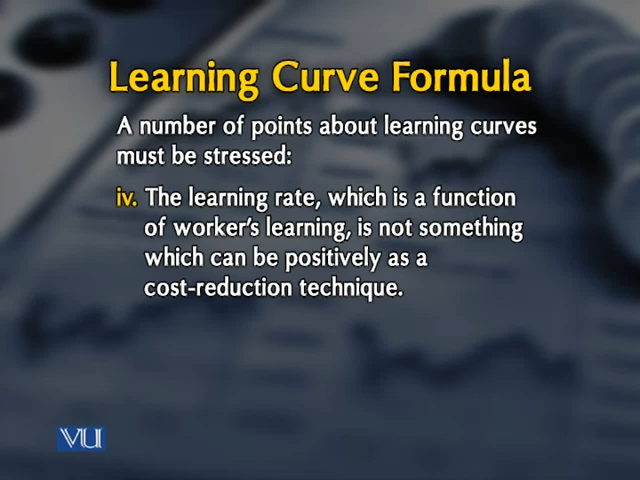 Learning Curve Formula
A number of points about learning curves
must be stressed:
iv. The learning rate, which is a function
of worker's learning, is not something
which can be positively as a
cost-reduction technique.
VU